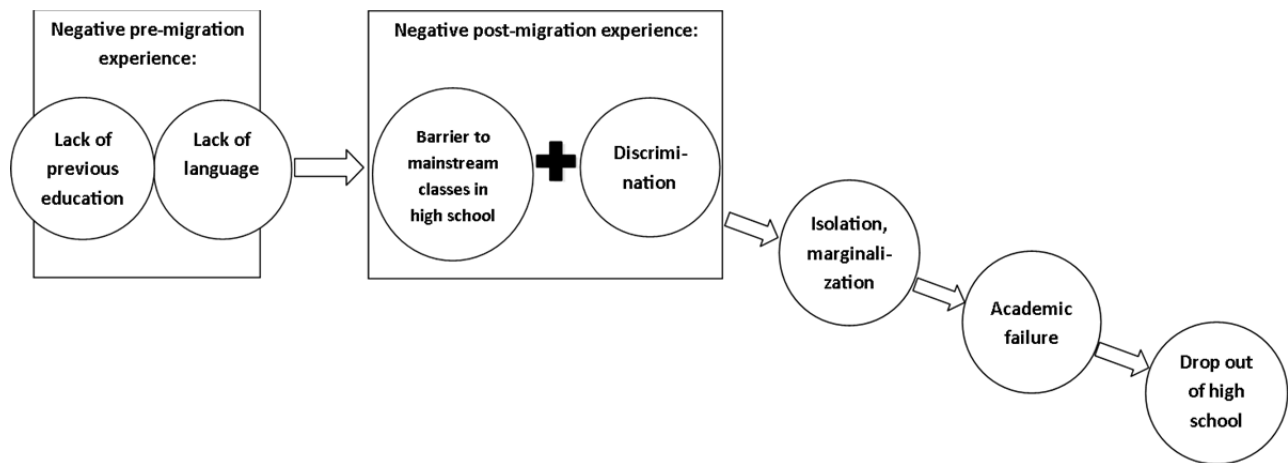 Negative pre-migration
experience:
Lack of
previous
education
Lack of
language
Negative post-migration experience:
Barrier to
mainstream
classes in
high school
Discrimi-
nation
Isolation,
marginali-
zation
Academic
failure
Drop out
of high
school